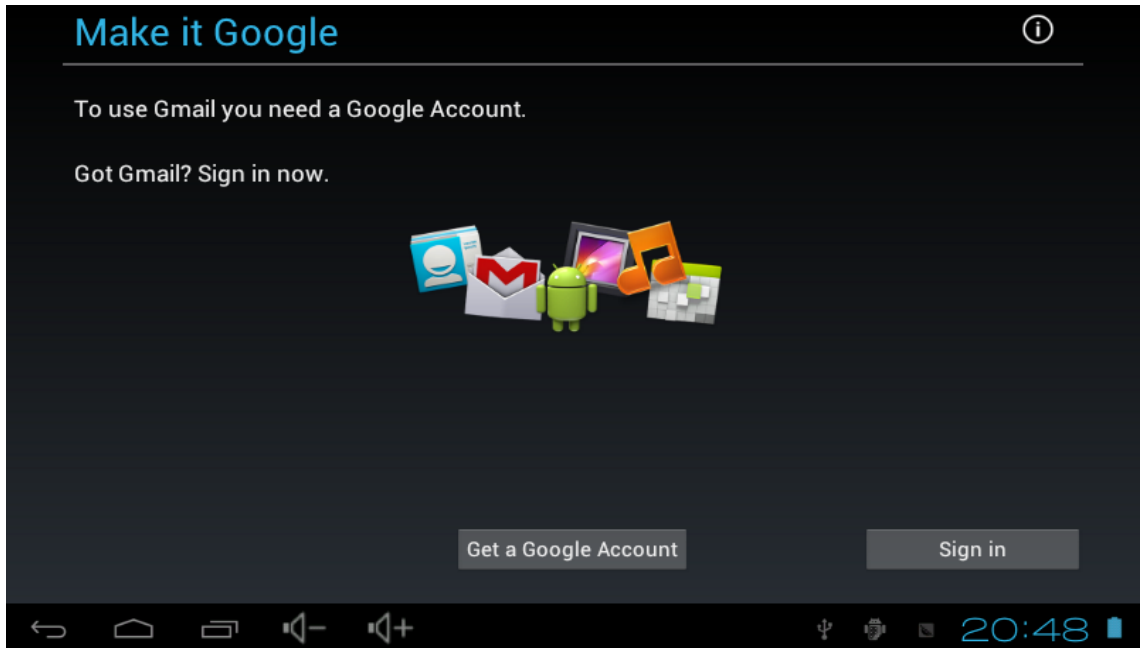 Make it Google
To use Gmail you need a Google Account.
Got Gmail? Sign in now.
Get a Google Account
Sign in
20:48